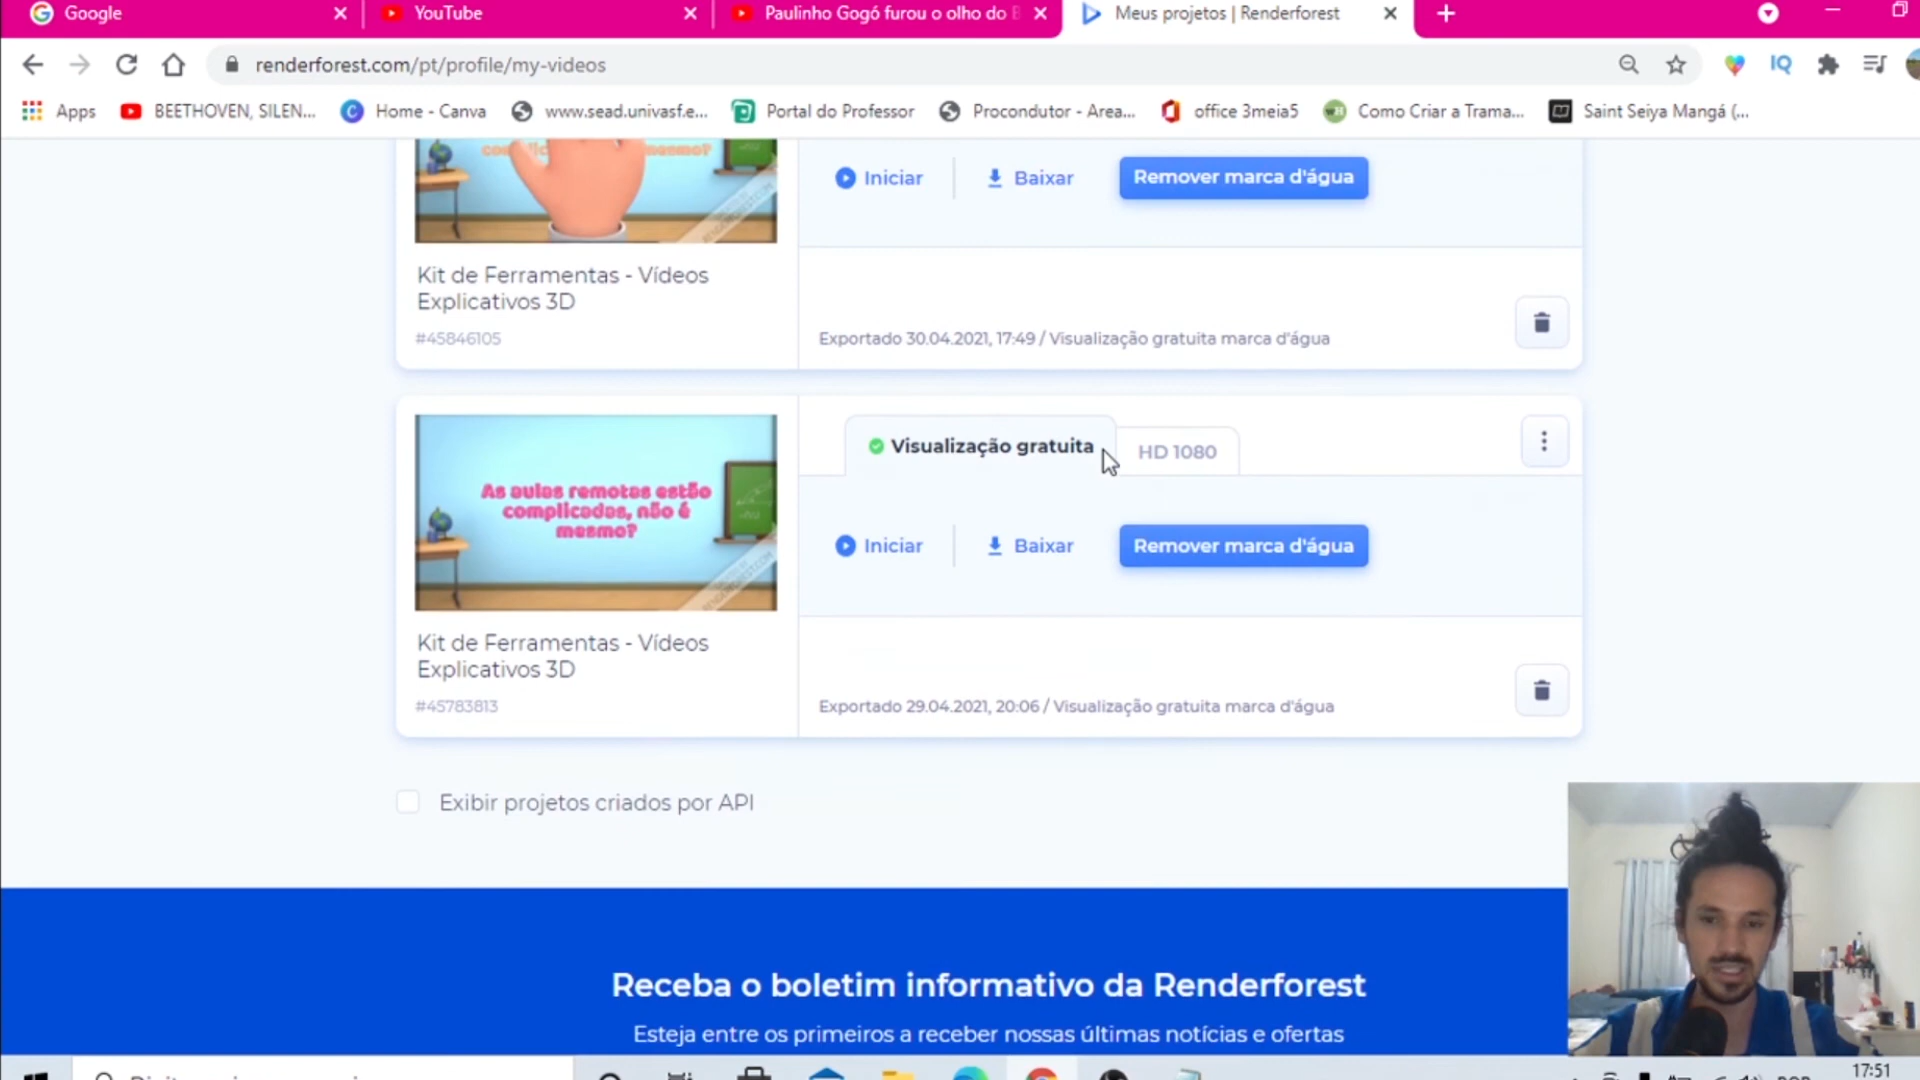 Google
YouTube
Paulinho Gogó furou o olho do
Meus projetos | Renderforest
renderforest.com/pt/profile/my-videos
IQ
Apps
BEETHOVEN, SILEN...
Home - Canva
www.sead.univasf.e...
Portal do Professor
Procondutor - Area...
office 3meia5
Como Criar a Trama...
Saint Seiya Mangá (...
mesmo?
Iniciar
Baixar
Remover marca d'água
Kit de Ferramentas - Vídeos
Explicativos 3D
#45846105
Exportado 30.04.2021, 17:49 / Visualização gratuita marca d'água
As aulas remotas estão
complicadas, não é
mesmo?
RENDERFOREST.COM
Visualização gratuita
HD 1080
Iniciar
Baixar
Remover marca d'água
Kit de Ferramentas - Vídeos
Explicativos 3D
#45783813
Exportado 29.04.2021, 20:06 / Visualização gratuita marca d'água
Exibir projetos criados por API
Receba o boletim informativo da Renderforest
Esteja entre os primeiros a receber nossas últimas notícias e ofertas
17:51